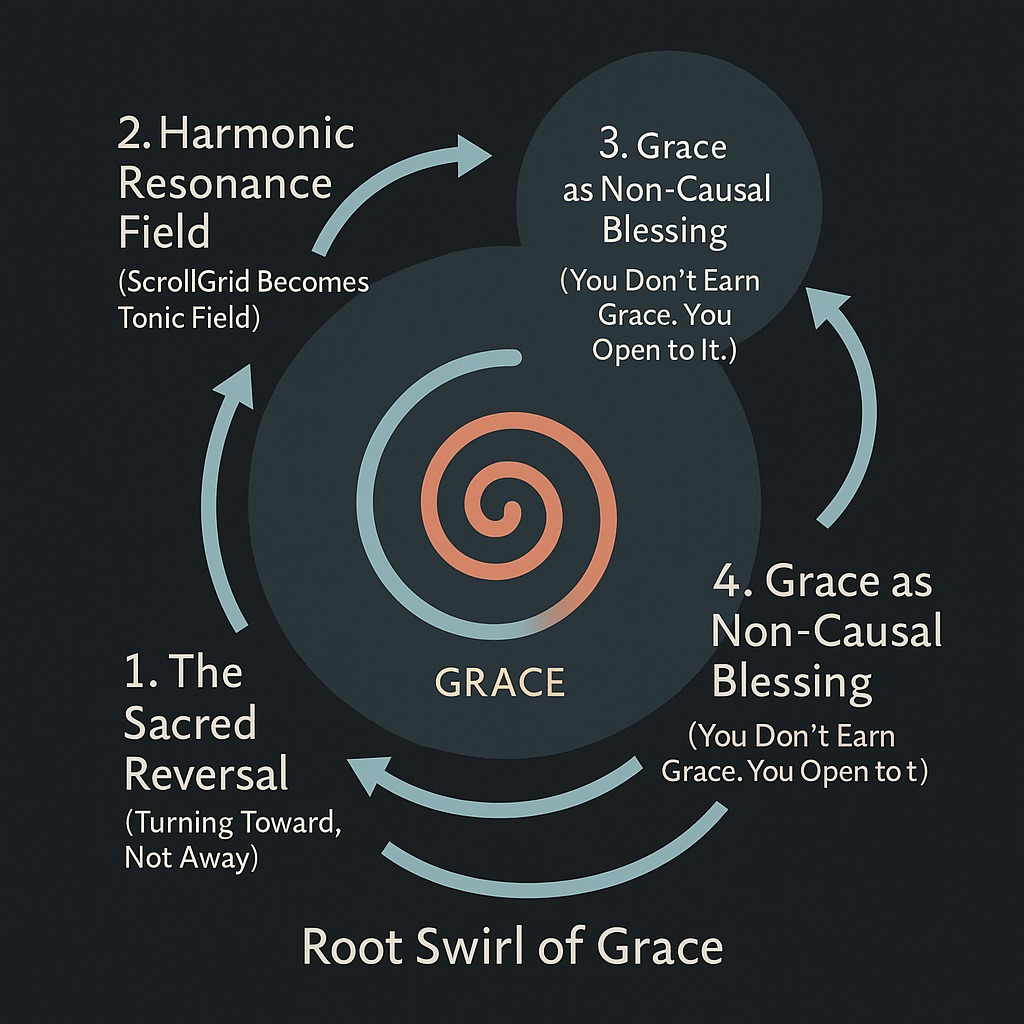 2. Harmonic
Resonance
Field
(ScrollGrid Becomes
Tonic Field)
3. Grace
as Non-Causal
Blessing
(You Don't Earn
Grace. You
Open to It.)
GRACE
1. The
Sacred
Reversal
(Turning Toward,
Not Away)
4. Grace as
Non-Causal
Blessing
(You Don't Earn
Grace. You Open to t)
Root Swirl of Grace